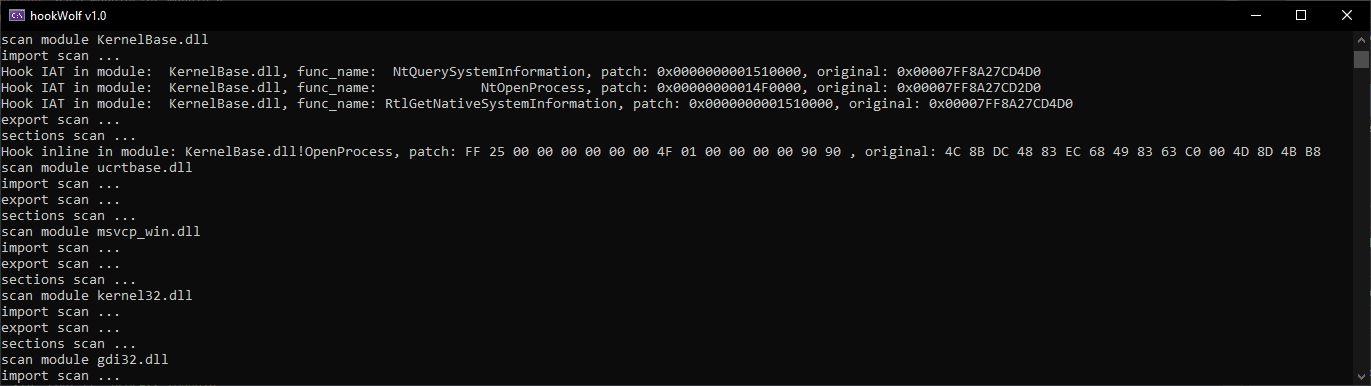 hookWolf v1.0
scan module KernelBase.dll
import scan ...
Hook IAT in module:  KernelBase.dll, func_name:  NtQuerySystemInformation, patch: 0x0000000001510000, original: 0x00007FF8A27CD4D0
Hook IAT in module:  KernelBase.dll, func_name:             NtOpenProcess, patch: 0x00000000014F0000, original: 0x00007FF8A27CD2D0
Hook IAT in module:  KernelBase.dll, func_name: RtlGetNativeSystemInformation, patch: 0x0000000001510000, original: 0x00007FF8A27CD4D0
export scan ...
sections scan ...
Hook inline in module: KernelBase.dll!OpenProcess, patch: FF 25 00 00 00 00 00 00 4F 01 00 00 00 00 90 90 , original: 4C 8B DC 48 83 EC 68 49 83 63 C0 00 4D 8D 4B B8
scan module ucrtbase.dll
import scan ...
export scan ...
sections scan ...
scan module msvcp_win.dll
import scan ...
export scan ...
sections scan ...
scan module kernel32.dll
import scan ...
export scan ...
sections scan ...
scan module gdi32.dll
import scan ...